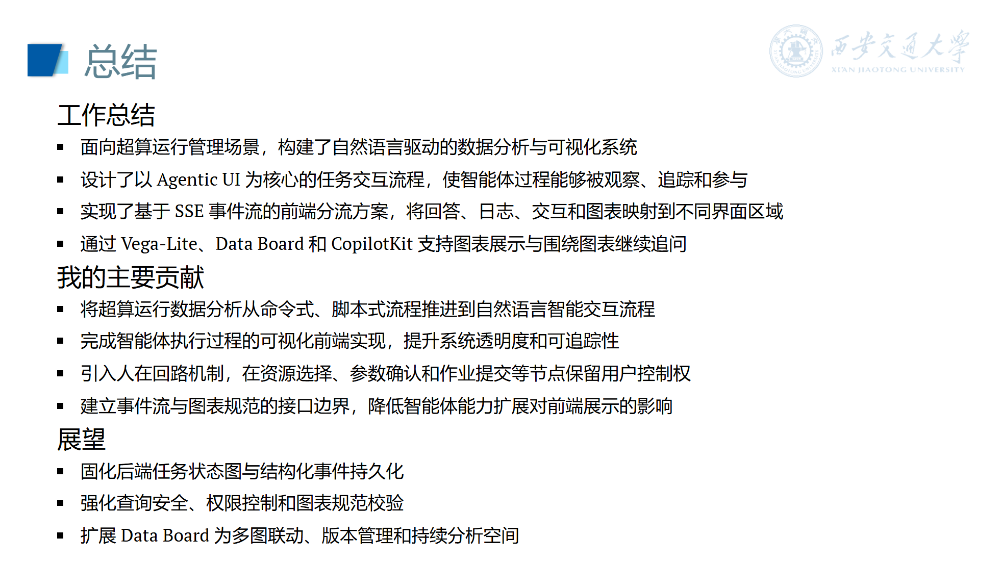 总结
西安交通大学
XI'AN JIAOTONG UNIVERSITY
工作总结
面向超算运行管理场景，构建了自然语言驱动的数据分析与可视化系统
设计了以 Agentic UI 为核心的任务交互流程，使智能体过程能够被观察、追踪和参与
实现了基于 SSE 事件流的前端分流方案，将回答、日志、交互和图表映射到不同界面区域
通过 Vega-Lite、Data Board 和 CopilotKit 支持图表展示与围绕图表继续追问
我的主要贡献
将超算运行数据分析从命令式、脚本式流程推进到自然语言智能交互流程
完成智能体执行过程的可视化前端实现，提升系统透明度和可追踪性
引入人在回路机制，在资源选择、参数确认和作业提交等节点保留用户控制权
建立事件流与图表规范的接口边界，降低智能体能力扩展对前端展示的影响
展望
固化后端任务状态图与结构化事件持久化
强化查询安全、权限控制和图表规范校验
扩展 Data Board 为多图联动、版本管理和持续分析空间